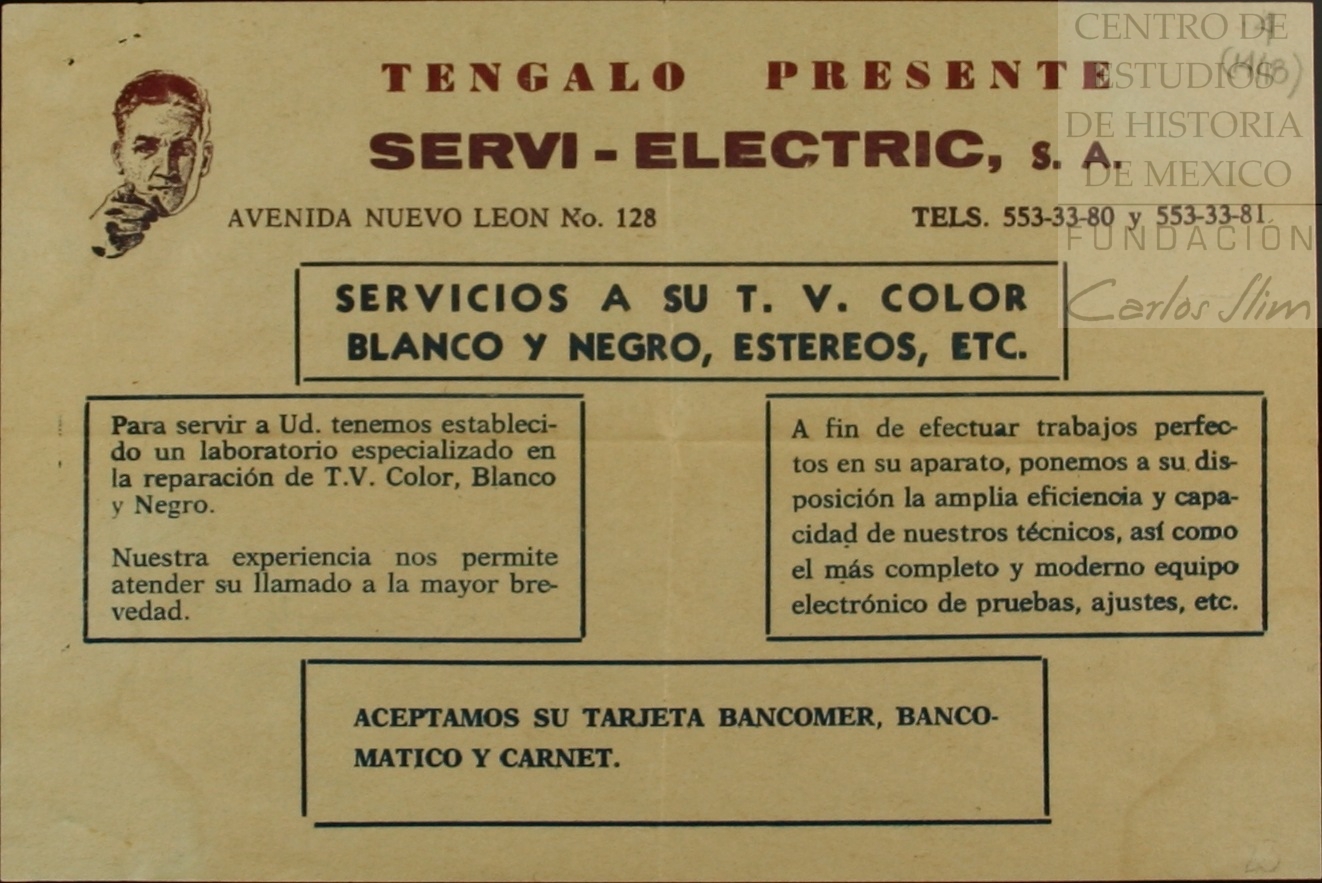 TENGALO PRESENTE
SERVI - ELECTRIC, S. A.
AVENIDA NUEVO LEON No. 128
TELS. 553-33-80 y 553-33-81.
SERVICIOS A SU T. V. COLOR
BLANCO Y NEGRO, ESTEREOS, ETC.
Para servir a Ud. tenemos estableci-
do un laboratorio especializado en
la reparación de T.V. Color, Blanco
y Negro.
Nuestra experiencia nos permite
atender su llamado a la mayor bre-
vedad.
A fin de efectuar trabajos perfec-
tos en su aparato, ponemos a su dis-
posición la amplia eficiencia y capa-
cidad de nuestros técnicos, así como
el más completo y moderno equipo
electrónico de pruebas, ajustes, etc.
ACEPTAMOS SU TARJETA BANCOMER, BANCO-
MATICO Y CARNET.
CENTRO DE
ESTUDIOS
DE HISTORIA
DE MEXICO
FUNDACIÓN
Carlos Slim